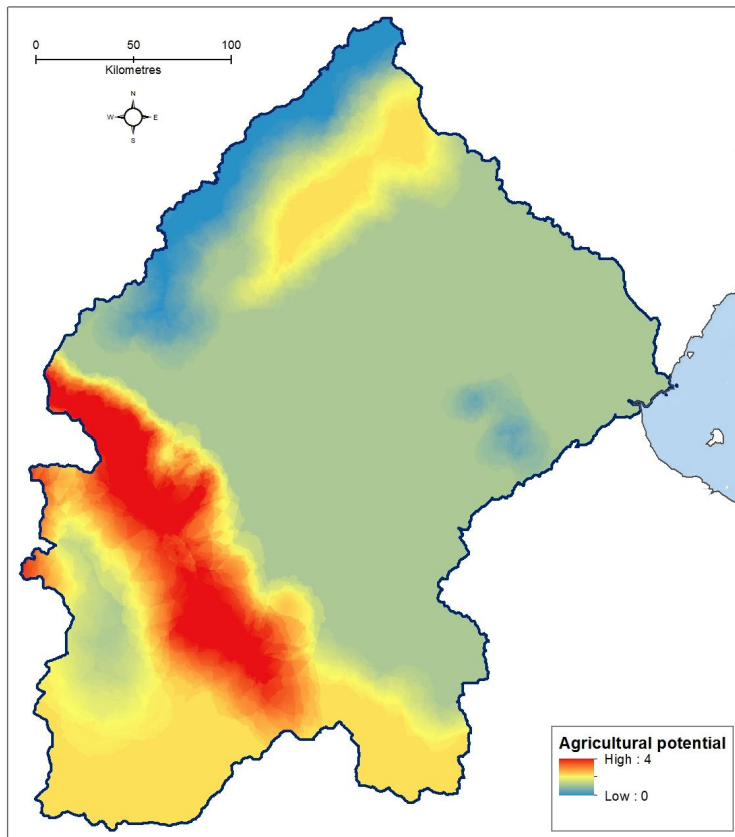 0 50 100
Kilometres
N
W E
S
Agricultural potential
High : 4
Low : 0